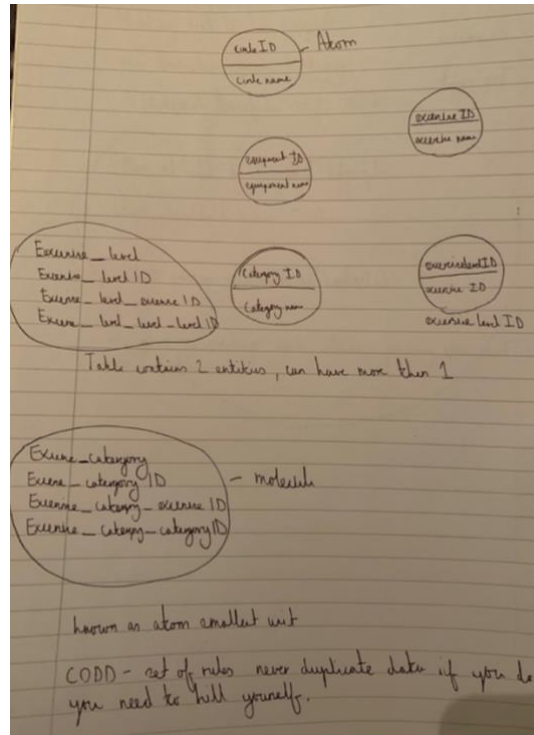 circle ID
circle name
- Atom
exercise ID
exercise name
equipment ID
equipment name
Exercise_level
Exercise_level ID
Exercise_level_exercise ID
Exercise_level_level_level ID
Category ID
Category name
exerciselevelID
exercise ID
exercise level ID
Table contains 2 entities, can have more then 1
Exercise_category
Exercise_category ID
Exercise_category_exercise ID
Exercise_category_categoryID
- molecule
known as atom smallest unit
CODD - set of rules never duplicate data if you do
you need to kill yourself.